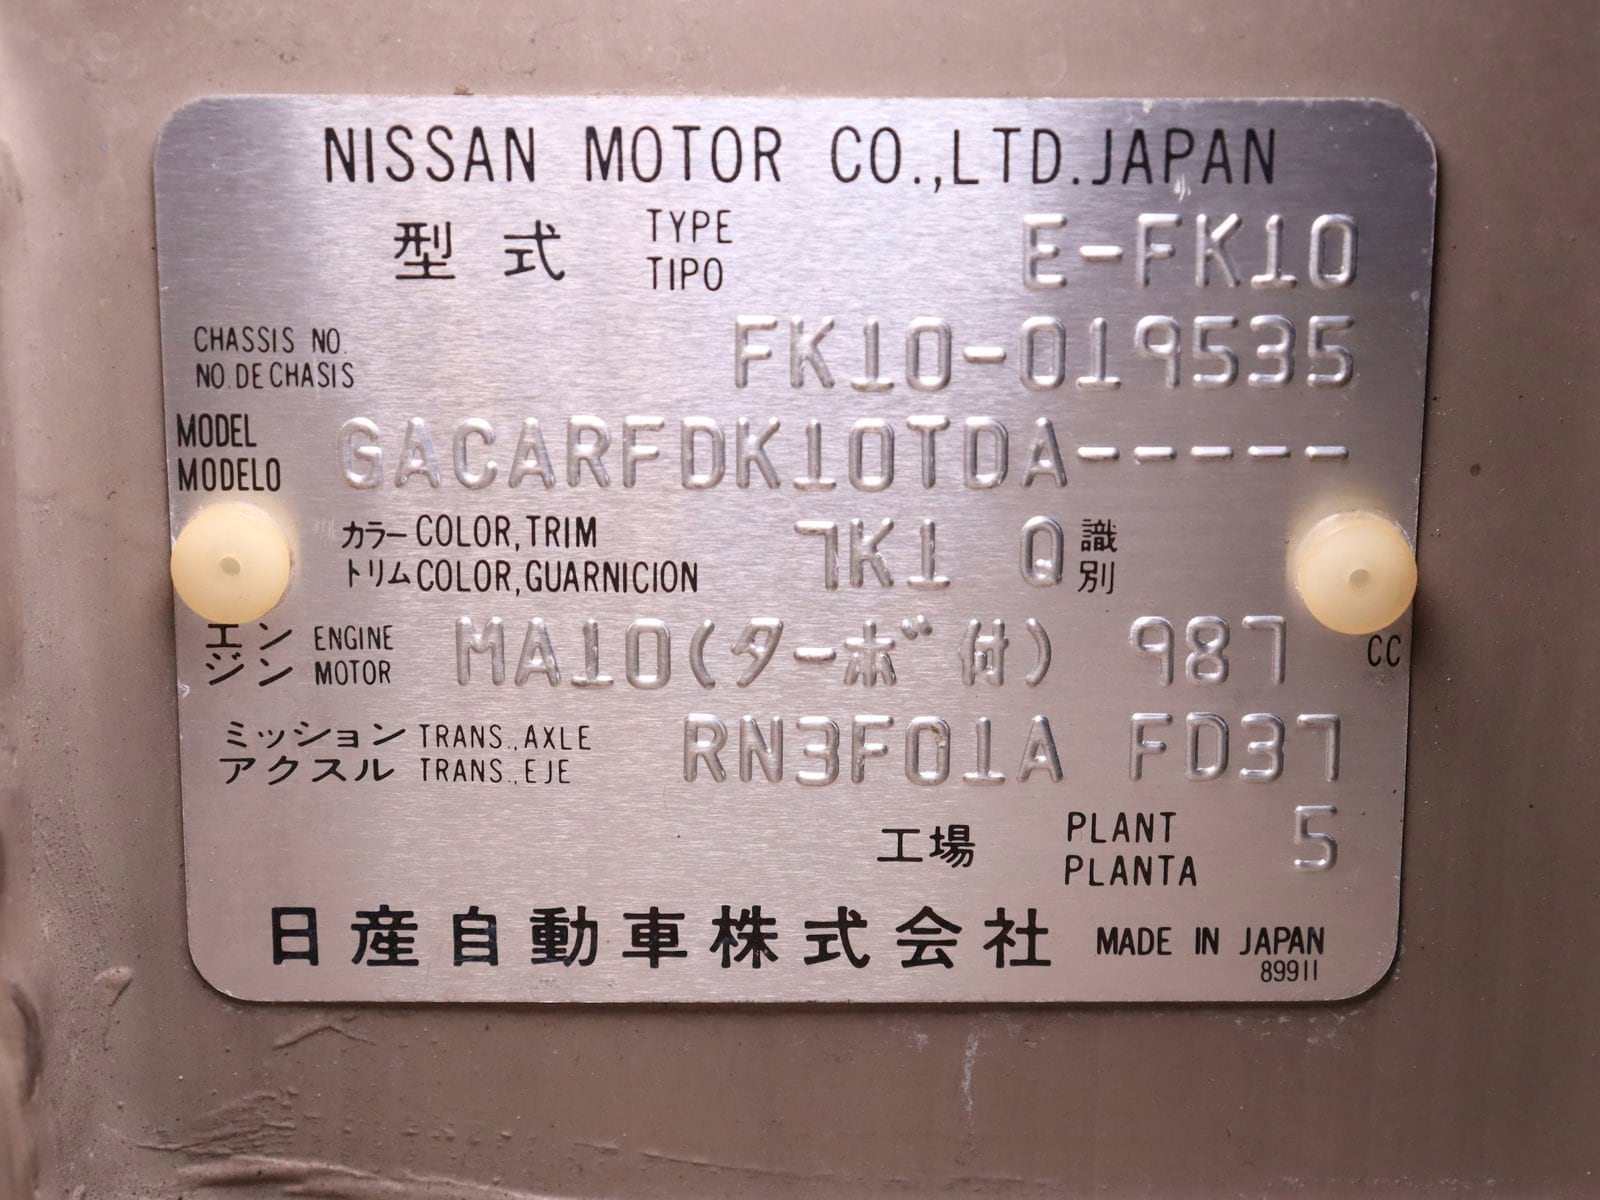 NISSAN MOTOR CO.,LTD.JAPAN
型式 TYPE E-FK10
TIPO
CHASSIS NO. FK10-019535
NO.DE CHASIS
MODEL GACARFDK10TDA-----
MODELO
カラー COLOR,TRIM 7K1 Q 識別
トリム COLOR,GUARNICION
エンジン ENGINE MA10(ターボ付) 987 CC
MOTOR
ミッション TRANS.,AXLE RN3F01A FD37
アクスル TRANS.,EJE
工場 PLANT 5
PLANTA
日産自動車株式会社 MADE IN JAPAN
89911